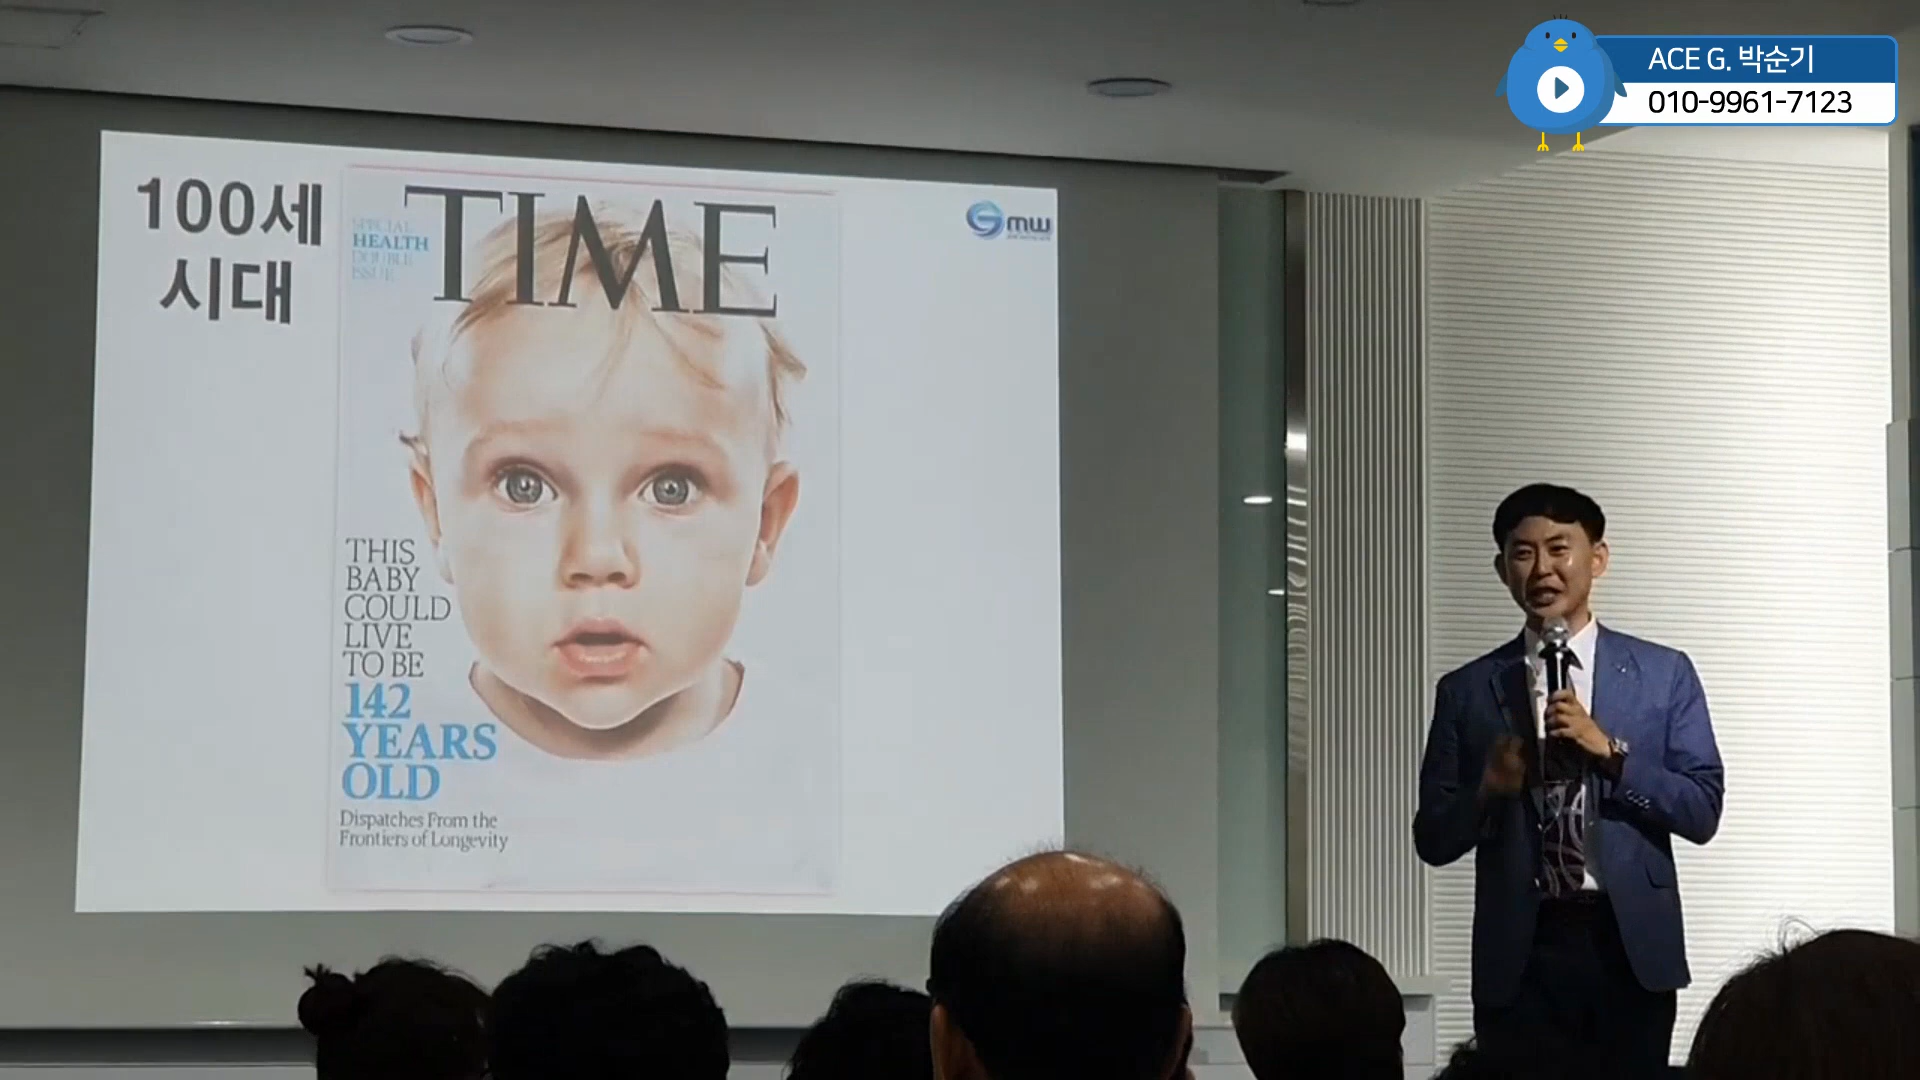 ACE G. 박순기
010-9961-7123
100세
시대
SPECIAL
HEALTH
DOUBLE
ISSUE
TIME
Gmw
THIS
BABY
COULD
LIVE
TO BE
142
YEARS
OLD
Dispatches From the
Frontiers of Longevity